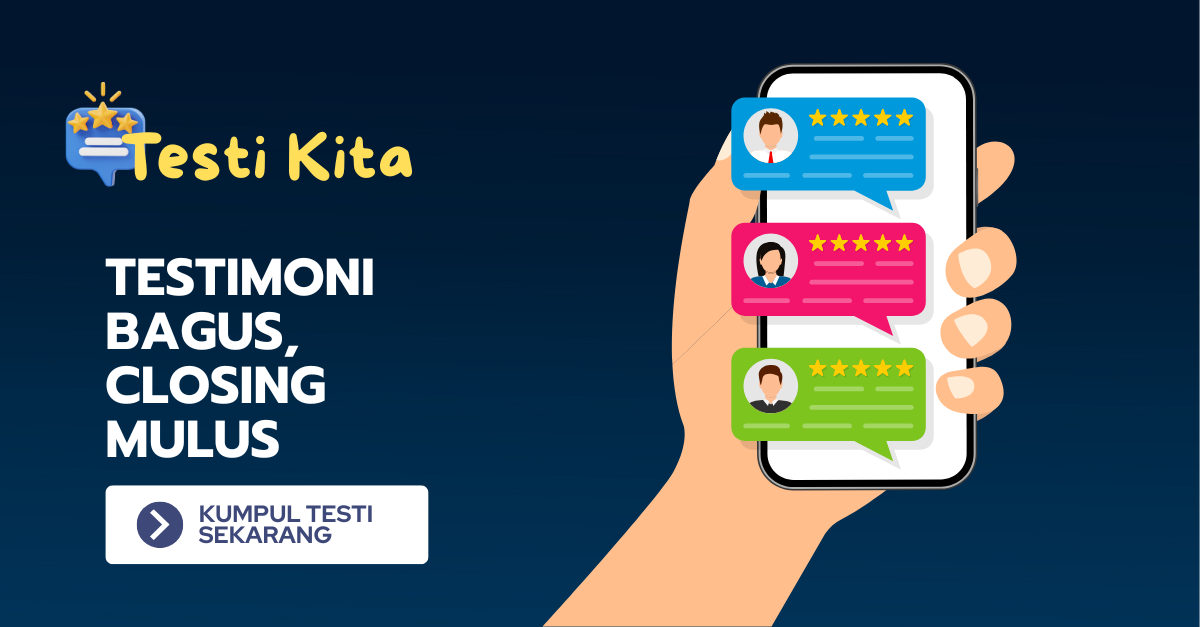 Testi Kita
TESTIMONI
BAGUS,
CLOSING
MULUS
KUMPUL TESTI
SEKARANG